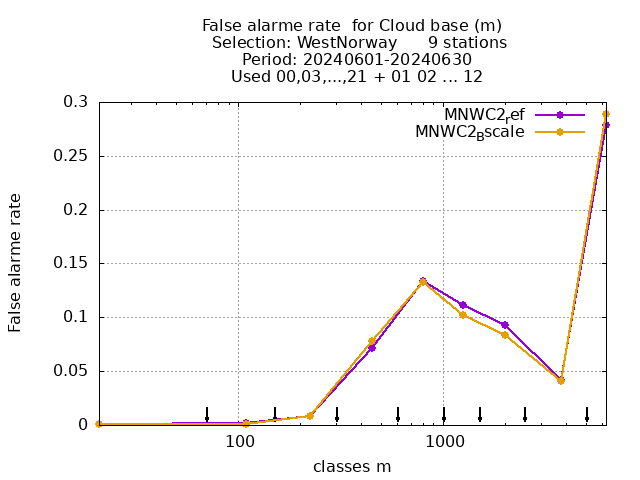 False alarme rate  for Cloud base (m)
Selection: WestNorway      9 stations
Period: 20240601-20240630
Used 00,03,...,21 + 01 02 ... 12
MNWC2ref
MNWC2Bscale
0.3
0.25
0.2
0.15
0.1
0.05
0
False alarme rate
100
1000
classes m